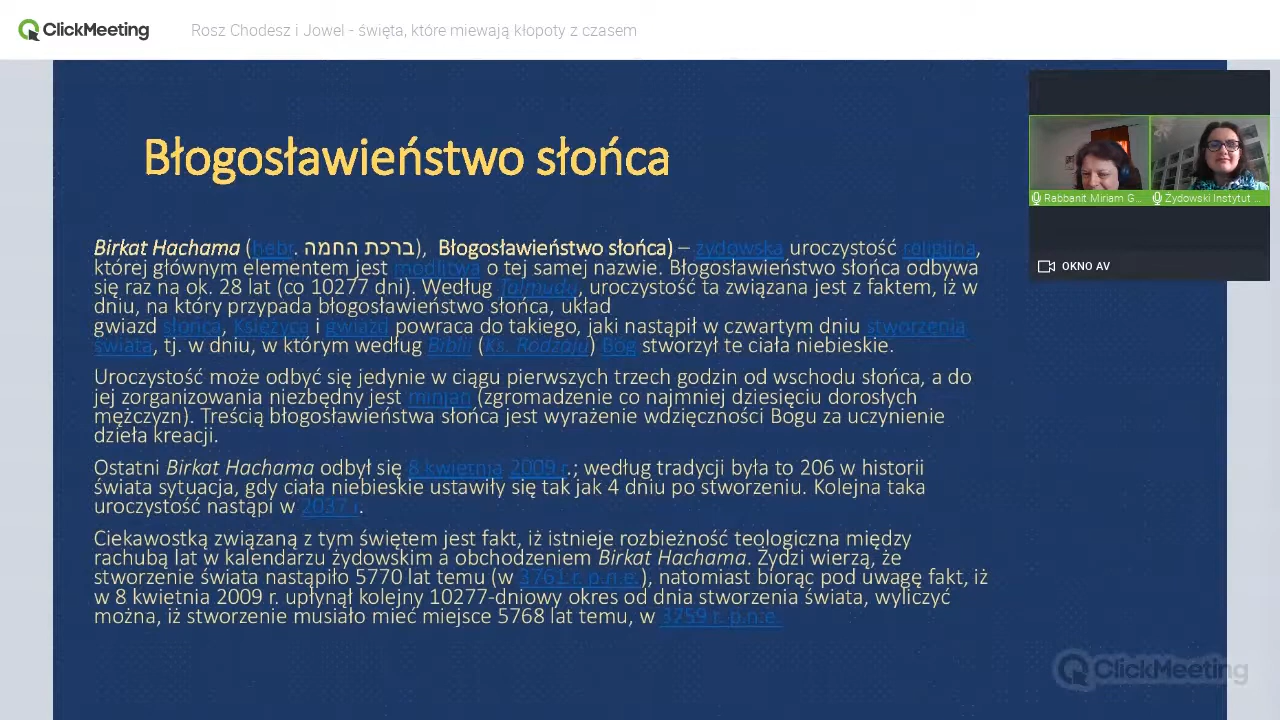 ClickMeeting
Rosz Chodesz i Jowel - święta, które miewają kłopoty z czasem
Błogosławieństwo słońca
Birkat Hachama (hebr. ברכת החמה), Błogosławieństwo słońca) – żydowska uroczystość religijna,
której głównym elementem jest modlitwa o tej samej nazwie. Błogosławieństwo słońca odbywa
się raz na ok. 28 lat (co 10277 dni). Według Talmudu, uroczystość ta związana jest z faktem, iż w
dniu, na który przypada błogosławieństwo słońca, układ
gwiazd słońca, Księżyca i gwiazd powraca do takiego, jaki nastąpił w czwartym dniu stworzenia
świata, tj. w dniu, w którym według Biblii (Ks. Rodzaju) Bóg stworzył te ciała niebieskie.
Uroczystość może odbyć się jedynie w ciągu pierwszych trzech godzin od wschodu słońca, a do
jej zorganizowania niezbędny jest minjan (zgromadzenie co najmniej dziesięciu dorosłych
mężczyzn). Treścią błogosławieństwa słońca jest wyrażenie wdzięczności Bogu za uczynienie
dzieła kreacji.
Ostatni Birkat Hachama odbył się 8 kwietnia 2009 r.; według tradycji była to 206 w historii
świata sytuacja, gdy ciała niebieskie ustawiły się tak jak 4 dniu po stworzeniu. Kolejna taka
uroczystość nastąpi w 2037 r.
Ciekawostką związaną z tym świętem jest fakt, iż istnieje rozbieżność teologiczna między
rachubą lat w kalendarzu żydowskim a obchodzeniem Birkat Hachama. Żydzi wierzą, że
stworzenie świata nastąpiło 5770 lat temu (w 3761 r. p.n.e.), natomiast biorąc pod uwagę fakt, iż
w 8 kwietnia 2009 r. upłynął kolejny 10277-dniowy okres od dnia stworzenia świata, wyliczyć
można, iż stworzenie musiało mieć miejsce 5768 lat temu, w 3759 r. p.n.e.
Rabbanit Miriam G...
Żydowski Instytut ...
OKNO AV
ClickMeeting